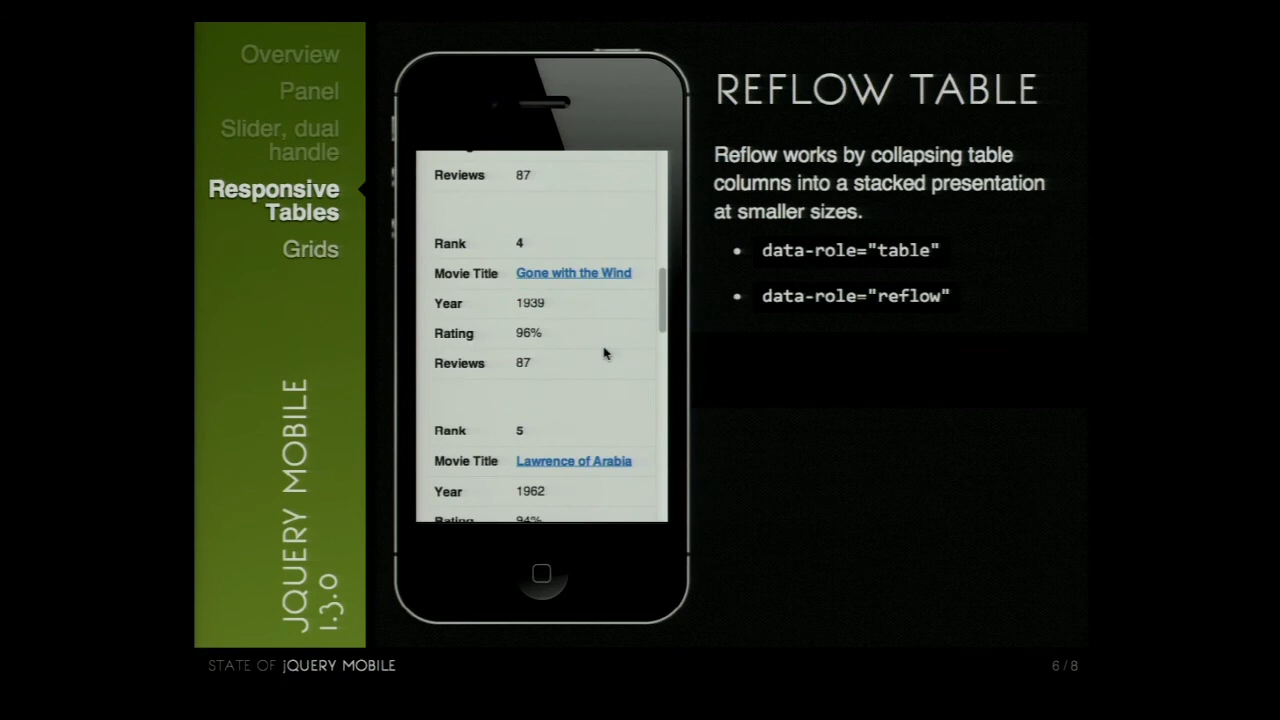 Overview
Panel
Slider, dual
handle
Responsive
Tables
Grids
JQUERY MOBILE
1.3.0
Reviews 87
Rank 4
Movie Title Gone with the Wind
Year 1939
Rating 96%
Reviews 87
Rank 5
Movie Title Lawrence of Arabia
Year 1962
Rating 94%
REFLOW TABLE
Reflow works by collapsing table
columns into a stacked presentation
at smaller sizes.
• data-role="table"
• data-role="reflow"
STATE OF jQUERY MOBILE
6 / 8